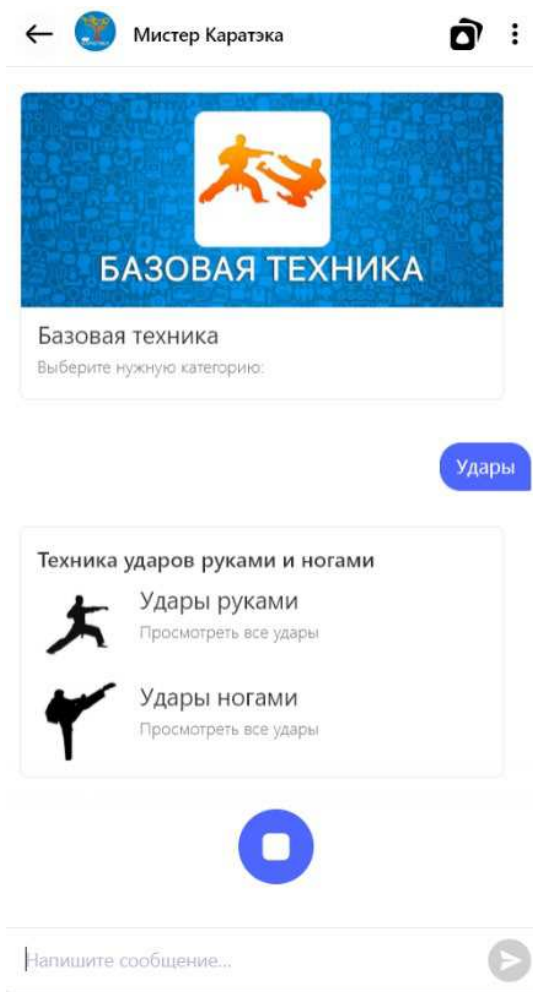 Мистер Каратэка
БАЗОВАЯ ТЕХНИКА
Базовая техника
Выберите нужную категорию:
Удары
Техника ударов руками и ногами
Удары руками
Просмотреть все удары
Удары ногами
Просмотреть все удары
Напишите сообщение...